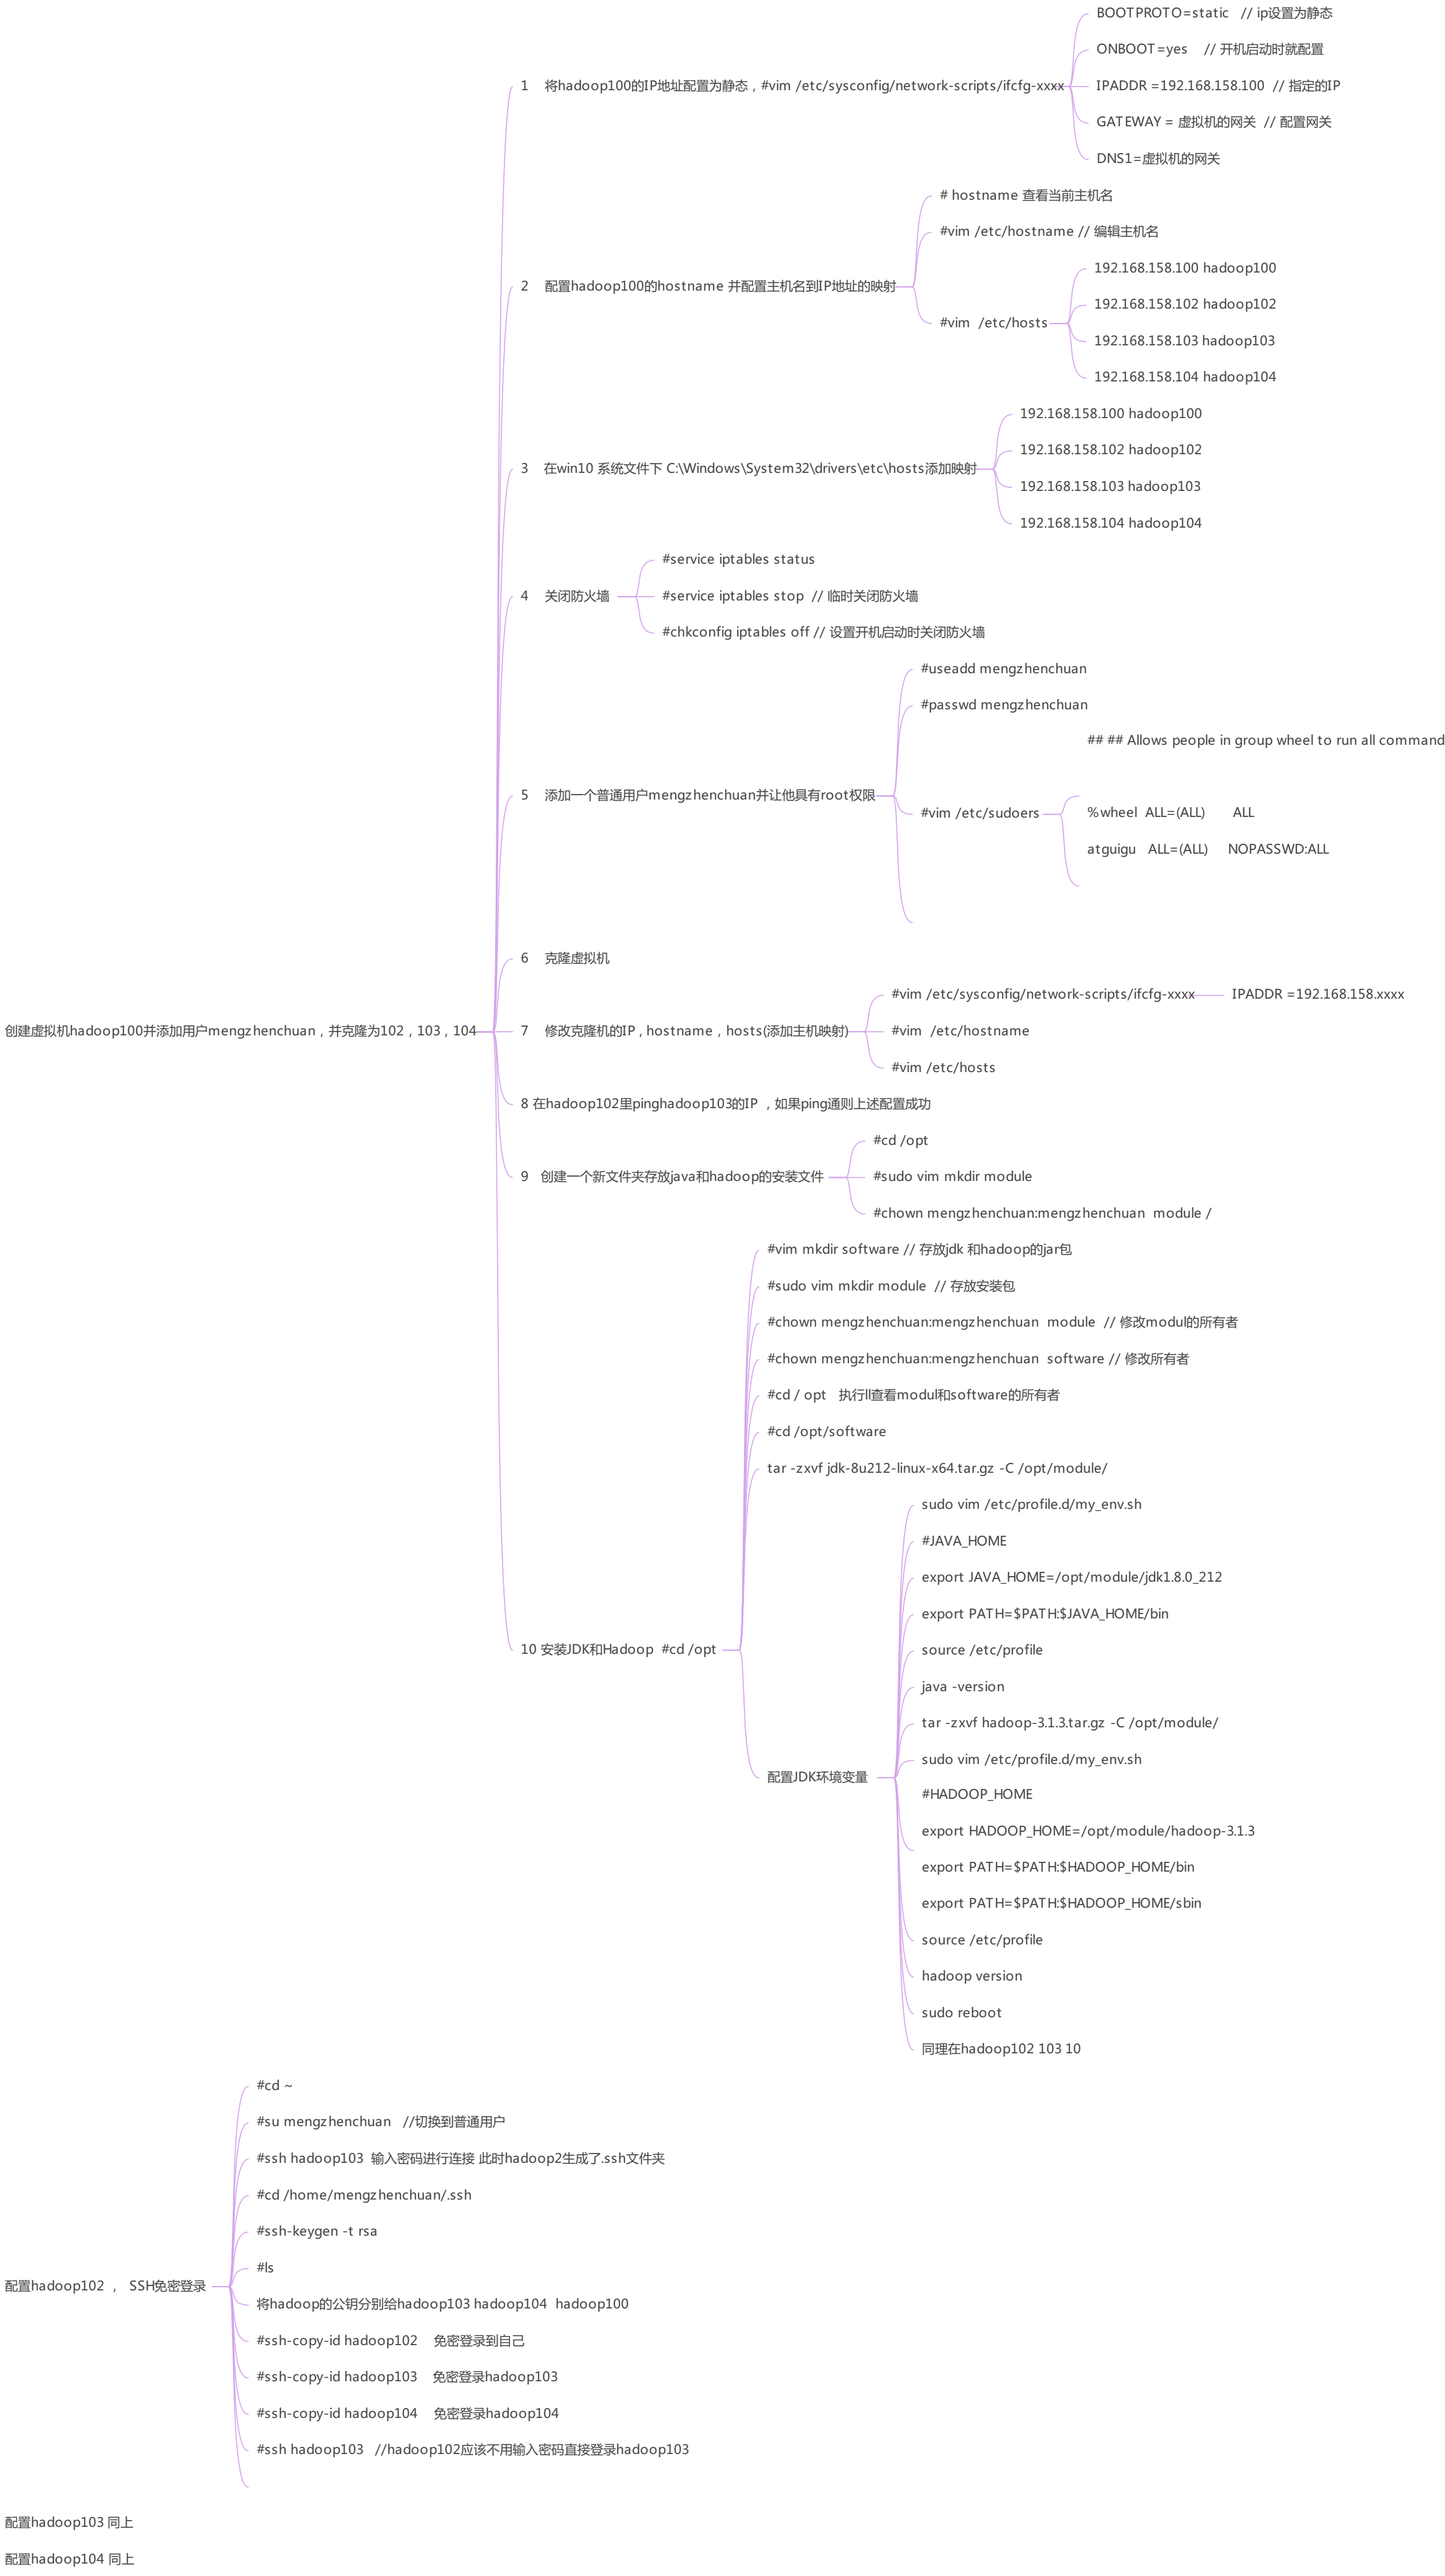 创建虚拟机hadoop100并添加用户mengzhenchuan，并克隆为102，103，104
1 将hadoop100的IP地址配置为静态，#vim /etc/sysconfig/network-scripts/ifcfg-xxxx
BOOTPROTO=static // ip设置为静态
ONBOOT=yes // 开机启动时就配置
IPADDR =192.168.158.100 // 指定的IP
GATEWAY = 虚拟机的网关 // 配置网关
DNS1=虚拟机的网关
2 配置hadoop100的hostname 并配置主机名到IP地址的映射
# hostname 查看当前主机名
#vim /etc/hostname // 编辑主机名
#vim /etc/hosts
192.168.158.100 hadoop100
192.168.158.102 hadoop102
192.168.158.103 hadoop103
192.168.158.104 hadoop104
3 在win10 系统文件下 C:\Windows\System32\drivers\etc\hosts添加映射
192.168.158.100 hadoop100
192.168.158.102 hadoop102
192.168.158.103 hadoop103
192.168.158.104 hadoop104
4 关闭防火墙
#service iptables status
#service iptables stop // 临时关闭防火墙
#chkconfig iptables off // 设置开机启动时关闭防火墙
5 添加一个普通用户mengzhenchuan并让他具有root权限
#useadd mengzhenchuan
#passwd mengzhenchuan
#vim /etc/sudoers
## ## Allows people in group wheel to run all command
%wheel ALL=(ALL) ALL
atguigu ALL=(ALL) NOPASSWD:ALL
6 克隆虚拟机
7 修改克隆机的IP , hostname，hosts(添加主机映射)
#vim /etc/sysconfig/network-scripts/ifcfg-xxxx
IPADDR =192.168.158.xxxx
#vim /etc/hostname
#vim /etc/hosts
8 在hadoop102里pinghadoop103的IP ，如果ping通则上述配置成功
9 创建一个新文件夹存放java和hadoop的安装文件
#cd /opt
#sudo vim mkdir module
#chown mengzhenchuan:mengzhenchuan module /
10 安装JDK和Hadoop #cd /opt
#vim mkdir software // 存放jdk 和hadoop的jar包
#sudo vim mkdir module // 存放安装包
#chown mengzhenchuan:mengzhenchuan module // 修改modul的所有者
#chown mengzhenchuan:mengzhenchuan software // 修改所有者
#cd / opt 执行ll查看modul和software的所有者
#cd /opt/software
tar -zxvf jdk-8u212-linux-x64.tar.gz -C /opt/module/
配置JDK环境变量
sudo vim /etc/profile.d/my_env.sh
#JAVA_HOME
export JAVA_HOME=/opt/module/jdk1.8.0_212
export PATH=$PATH:$JAVA_HOME/bin
source /etc/profile
java -version
tar -zxvf hadoop-3.1.3.tar.gz -C /opt/module/
sudo vim /etc/profile.d/my_env.sh
#HADOOP_HOME
export HADOOP_HOME=/opt/module/hadoop-3.1.3
export PATH=$PATH:$HADOOP_HOME/bin
export PATH=$PATH:$HADOOP_HOME/sbin
source /etc/profile
hadoop version
sudo reboot
同理在hadoop102 103 10
配置hadoop102 ， SSH免密登录
#cd ~
#su mengzhenchuan //切换到普通用户
#ssh hadoop103 输入密码进行连接 此时hadoop2生成了.ssh文件夹
#cd /home/mengzhenchuan/.ssh
#ssh-keygen -t rsa
#ls
将hadoop的公钥分别给hadoop103 hadoop104 hadoop100
#ssh-copy-id hadoop102 免密登录到自己
#ssh-copy-id hadoop103 免密登录hadoop103
#ssh-copy-id hadoop104 免密登录hadoop104
#ssh hadoop103 //hadoop102应该不用输入密码直接登录hadoop103
配置hadoop103 同上
配置hadoop104 同上